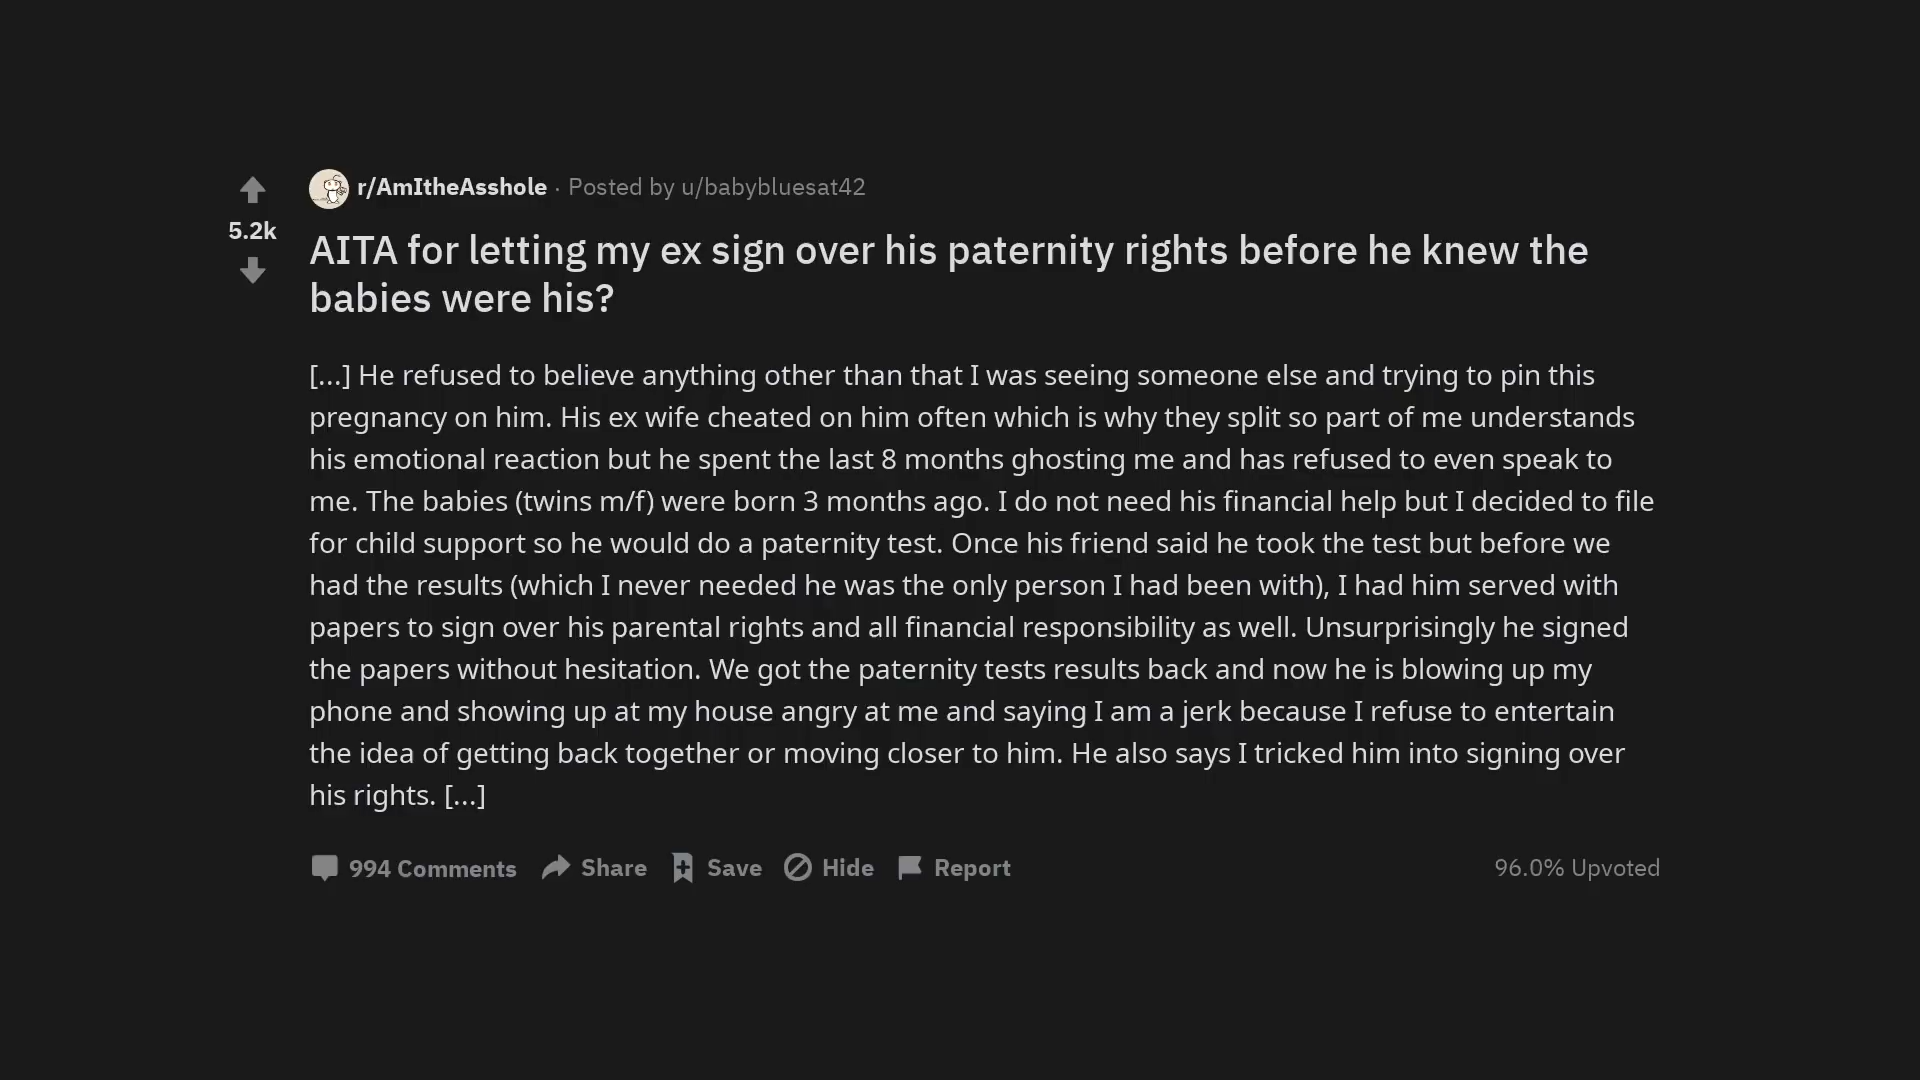 r/AmItheAsshole · Posted by u/babybluesat42
5.2k
AITA for letting my ex sign over his paternity rights before he knew the
babies were his?
[...] He refused to believe anything other than that I was seeing someone else and trying to pin this
pregnancy on him. His ex wife cheated on him often which is why they split so part of me understands
his emotional reaction but he spent the last 8 months ghosting me and has refused to even speak to
me. The babies (twins m/f) were born 3 months ago. I do not need his financial help but I decided to file
for child support so he would do a paternity test. Once his friend said he took the test but before we
had the results (which I never needed he was the only person I had been with), I had him served with
papers to sign over his parental rights and all financial responsibility as well. Unsurprisingly he signed
the papers without hesitation. We got the paternity tests results back and now he is blowing up my
phone and showing up at my house angry at me and saying I am a jerk because I refuse to entertain
the idea of getting back together or moving closer to him. He also says I tricked him into signing over
his rights. [...]
994 Comments Share Save Hide Report 96.0% Upvoted